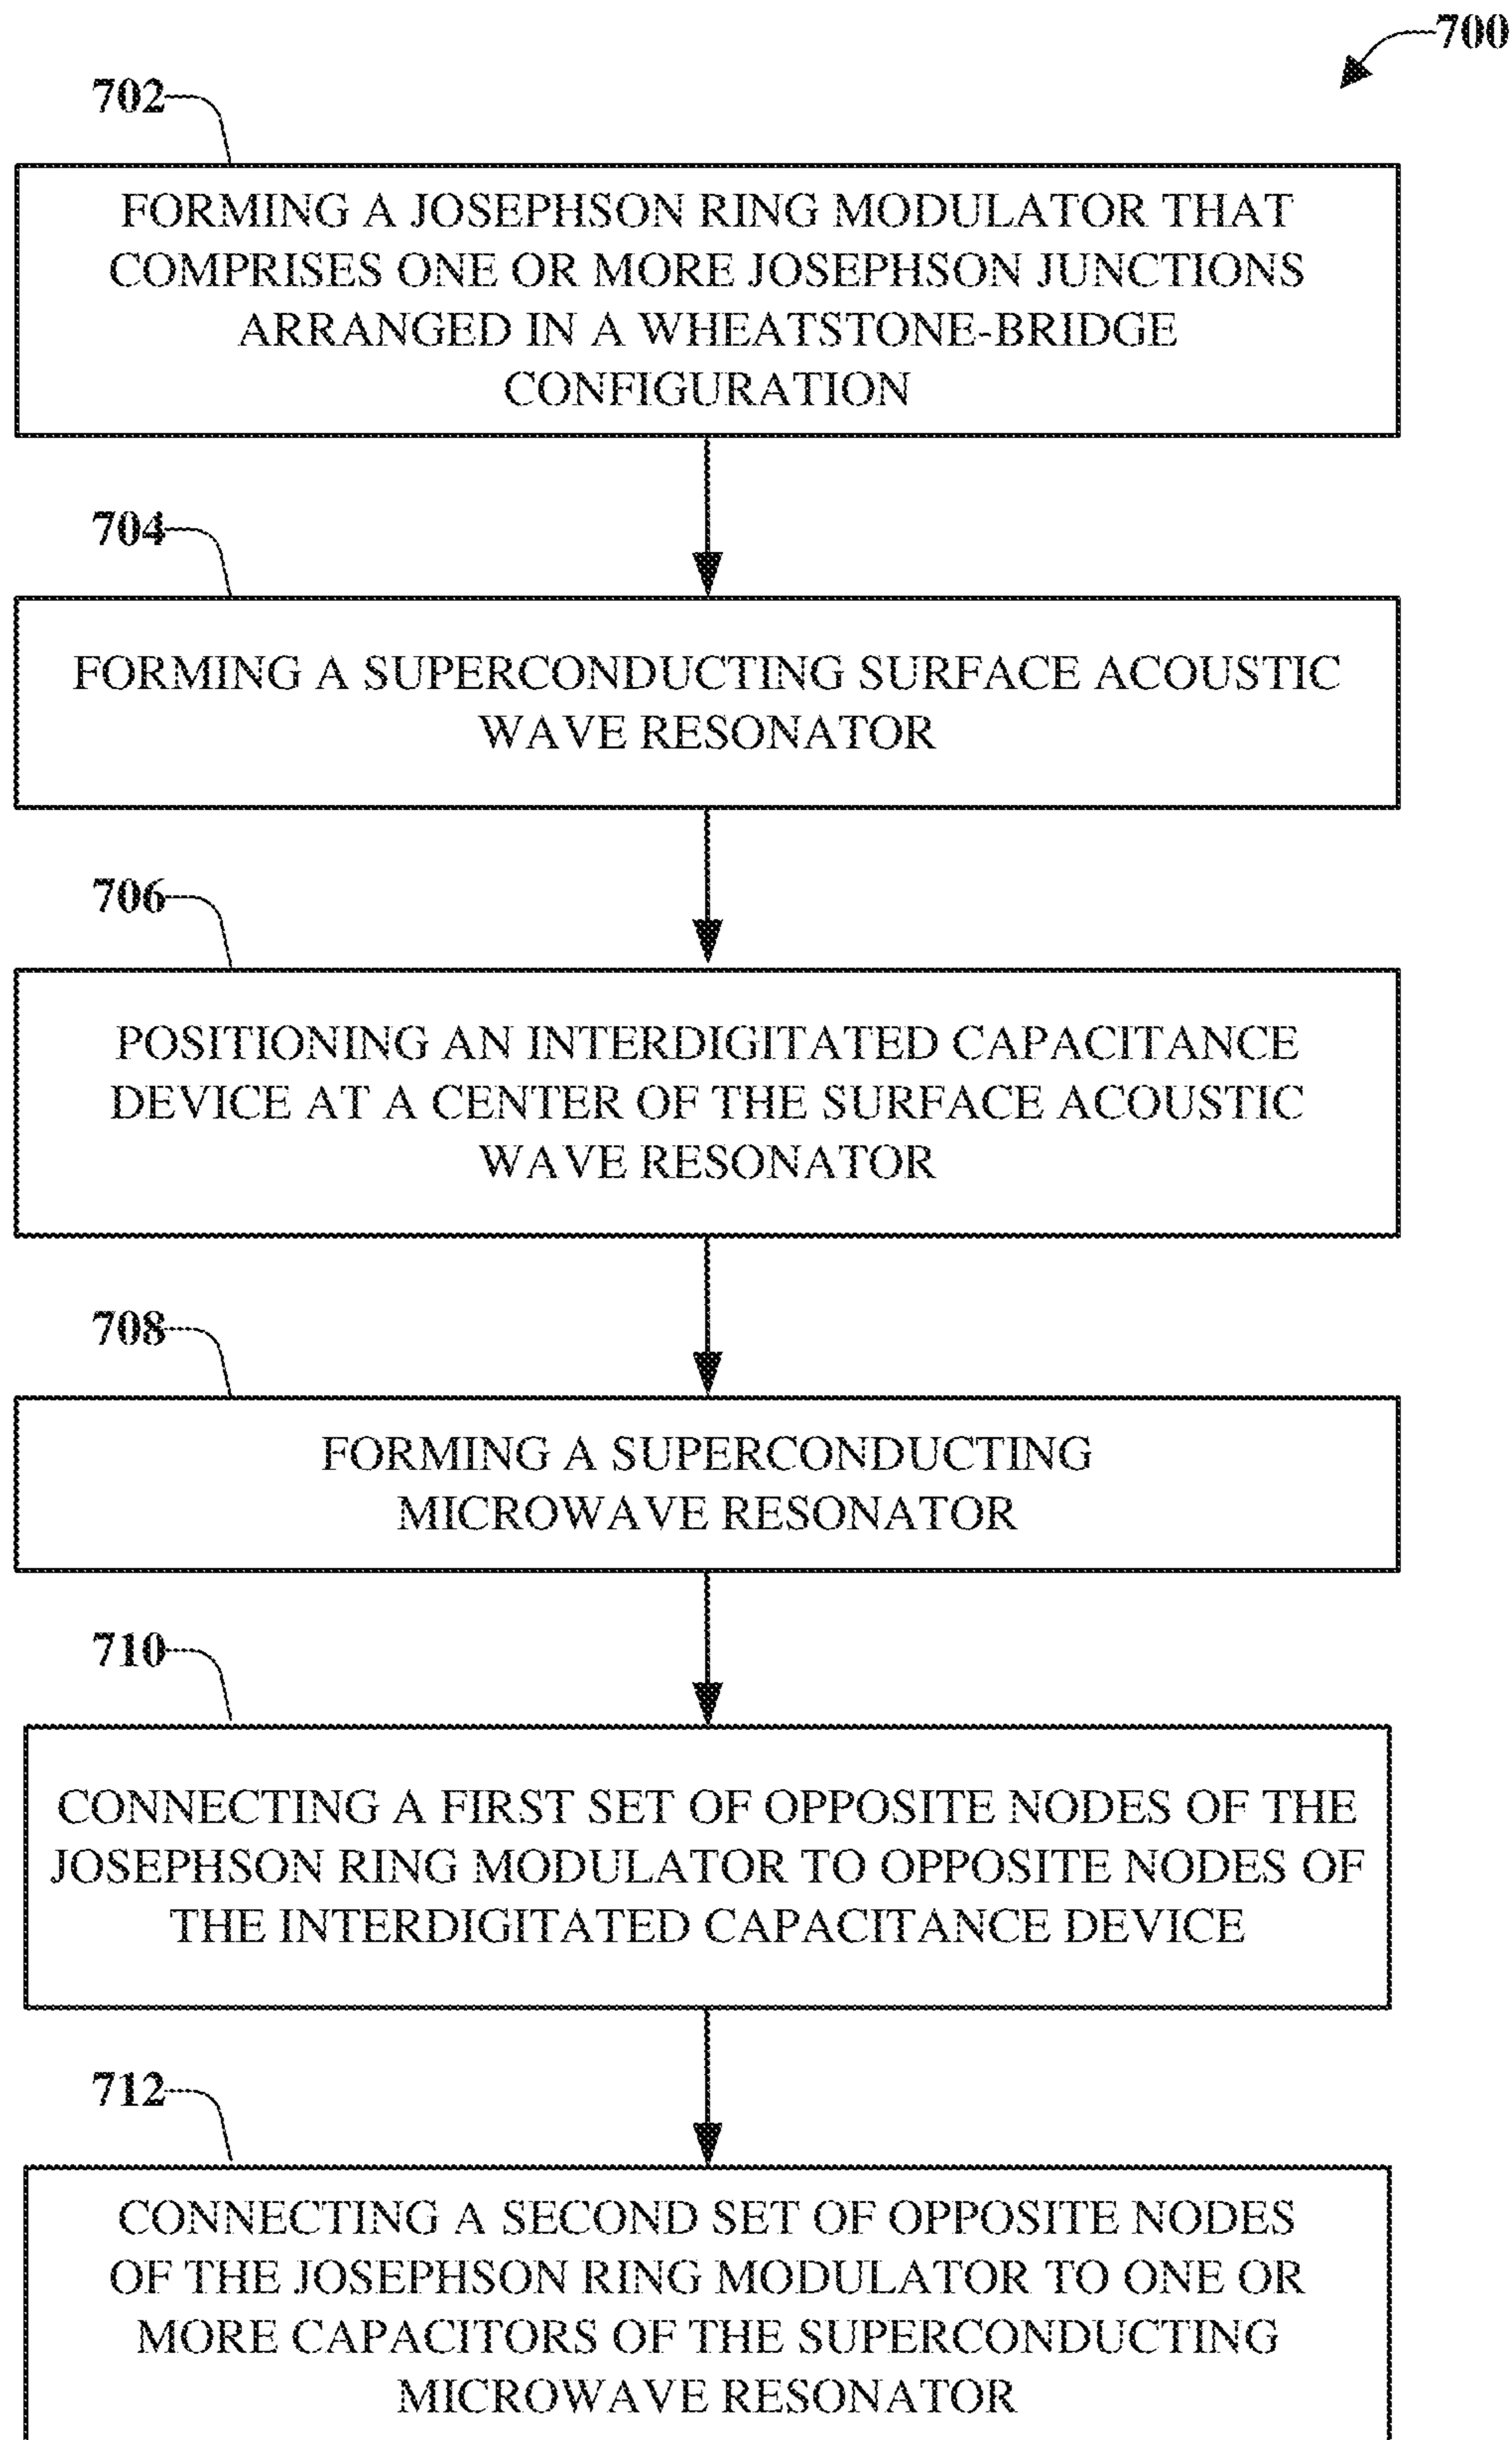 700
702
FORMING A JOSEPHSON RING MODULATOR THAT
COMPRISES ONE OR MORE JOSEPHSON JUNCTIONS
ARRANGED IN A WHEATSTONE-BRIDGE
CONFIGURATION
704
FORMING A SUPERCONDUCTING SURFACE ACOUSTIC
WAVE RESONATOR
706
POSITIONING AN INTERDIGITATED CAPACITANCE
DEVICE AT A CENTER OF THE SURFACE ACOUSTIC
WAVE RESONATOR
708
FORMING A SUPERCONDUCTING
MICROWAVE RESONATOR
710
CONNECTING A FIRST SET OF OPPOSITE NODES OF THE
JOSEPHSON RING MODULATOR TO OPPOSITE NODES OF
THE INTERDIGITATED CAPACITANCE DEVICE
712
CONNECTING A SECOND SET OF OPPOSITE NODES
OF THE JOSEPHSON RING MODULATOR TO ONE OR
MORE CAPACITORS OF THE SUPERCONDUCTING
MICROWAVE RESONATOR